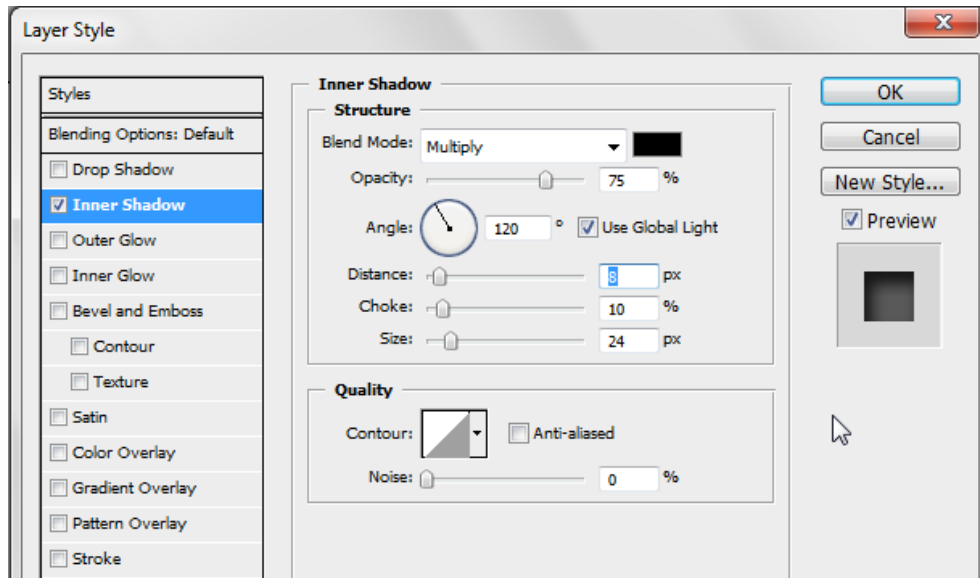 Layer Style
X
Styles
Blending Options: Default
Drop Shadow
Inner Shadow
Outer Glow
Inner Glow
Bevel and Emboss
Contour
Texture
Satin
Color Overlay
Gradient Overlay
Pattern Overlay
Stroke
Inner Shadow
Structure
Blend Mode: Multiply
Opacity: 75 %
Angle: 120 ° Use Global Light
Distance: 8 px
Choke: 10 %
Size: 24 px
Quality
Contour: Anti-aliased
Noise: 0 %
OK
Cancel
New Style...
Preview